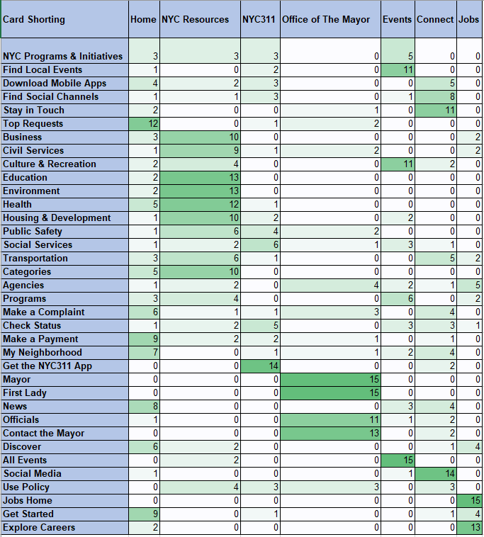 Card Shorting Home NYC Resources NYC311 Office of The Mayor Events Connect Jobs
NYC Programs & Initiatives 3 3 3 0 5 0 0
Find Local Events 1 0 2 0 11 0 0
Download Mobile Apps 4 2 3 0 0 5 0
Find Social Channels 1 1 3 0 1 8 0
Stay in Touch 2 0 0 1 0 11 0
Top Requests 12 0 1 2 0 0 0
Business 3 10 0 0 0 0 2
Civil Services 1 9 1 2 0 0 2
Culture & Recreation 2 4 0 0 11 2 0
Education 2 13 0 0 0 0 0
Environment 2 13 0 0 0 0 0
Health 5 12 1 0 0 0 0
Housing & Development 1 10 2 0 2 0 0
Public Safety 1 6 4 2 0 0 0
Social Services 1 2 6 1 3 1 0
Transportation 3 6 1 0 0 5 2
Categories 5 10 0 0 0 0 0
Agencies 1 2 0 4 2 1 5
Programs 3 4 0 0 6 0 2
Make a Complaint 6 1 1 3 0 4 0
Check Status 1 2 5 0 3 3 1
Make a Payment 9 2 2 1 0 2 0
My Neighborhood 7 0 1 1 2 4 0
Get the NYC311 App 0 0 14 0 0 2 0
Mayor 0 0 0 15 0 0 0
First Lady 0 0 0 15 0 0 0
News 8 0 0 0 3 4 0
Officials 1 0 0 11 1 2 0
Contact the Mayor 0 0 0 13 0 2 0
Discover 6 2 0 0 0 1 4
All Events 0 2 0 0 15 0 0
Social Media 1 0 0 0 1 14 0
Use Policy 0 4 3 3 0 3 0
Jobs Home 0 0 0 0 0 0 15
Get Started 9 0 1 0 0 1 4
Explore Careers 2 0 0 0 0 0 13